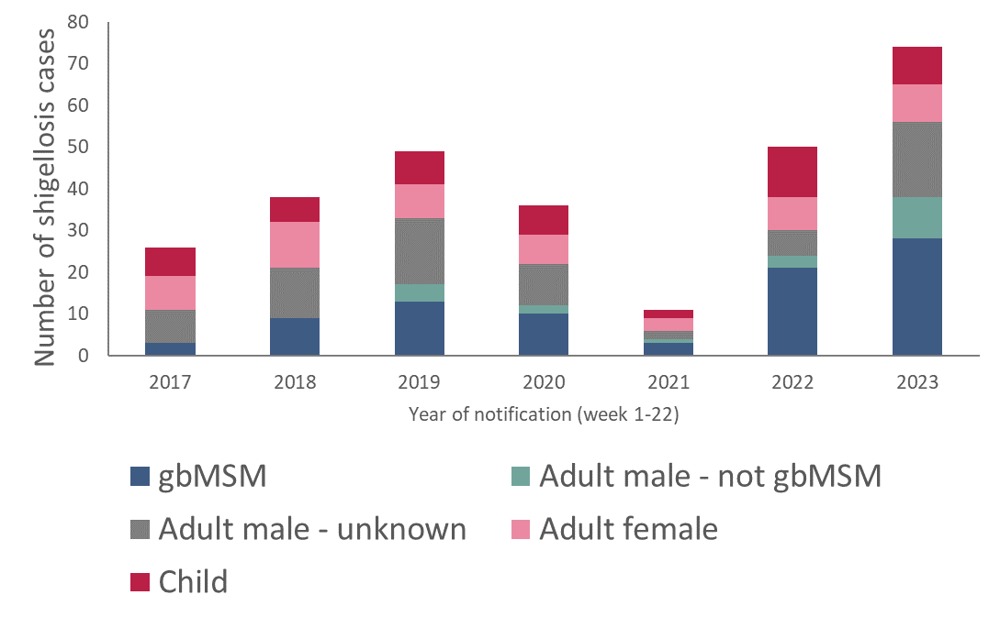 Number of shigellosis cases
80
70
60
50
40
30
20
10
0
2017 2018 2019 2020 2021 2022 2023
Year of notification (week 1-22)
gbMSM
Adult male - not gbMSM
Adult male - unknown
Adult female
Child